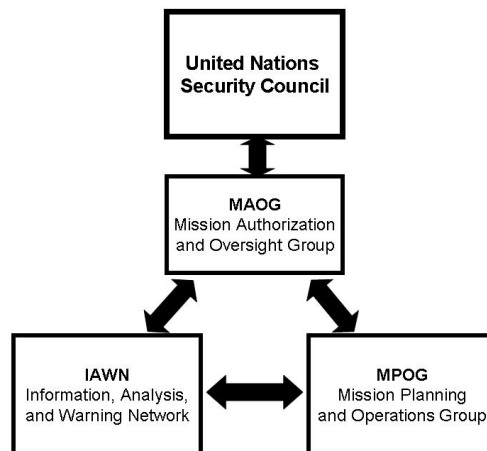 United Nations
Security Council
MAOG
Mission Authorization
and Oversight Group
IAWN
Information, Analysis,
and Warning Network
MPOG
Mission Planning
and Operations Group